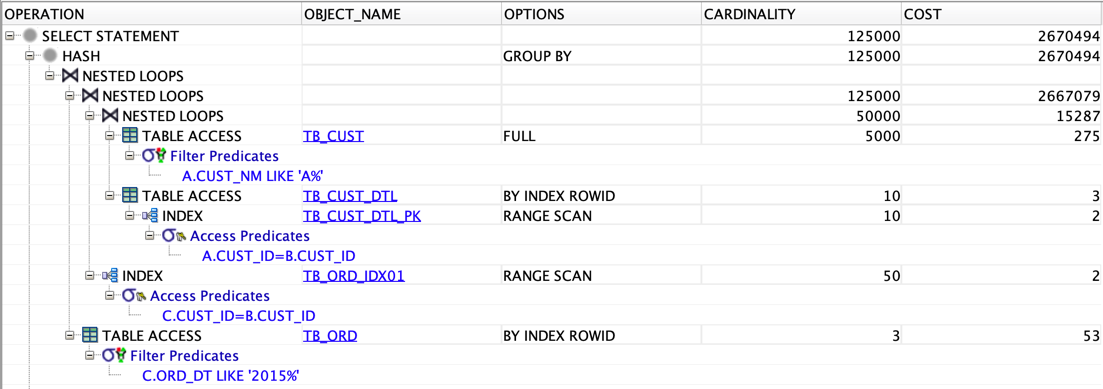 OPERATION OBJECT_NAME OPTIONS CARDINALITY COST
SELECT STATEMENT 125000 2670494
HASH GROUP BY 125000 2670494
NESTED LOOPS
NESTED LOOPS 125000 2667079
NESTED LOOPS 50000 15287
TABLE ACCESS TB_CUST FULL 5000 275
Filter Predicates
A.CUST_NM LIKE 'A%'
TABLE ACCESS TB_CUST_DTL BY INDEX ROWID 10 3
INDEX TB_CUST_DTL_PK RANGE SCAN 10 2
Access Predicates
A.CUST_ID=B.CUST_ID
INDEX TB_ORD_IDX01 RANGE SCAN 50 2
Access Predicates
C.CUST_ID=B.CUST_ID
TABLE ACCESS TB_ORD BY INDEX ROWID 3 53
Filter Predicates
C.ORD_DT LIKE '2015%'